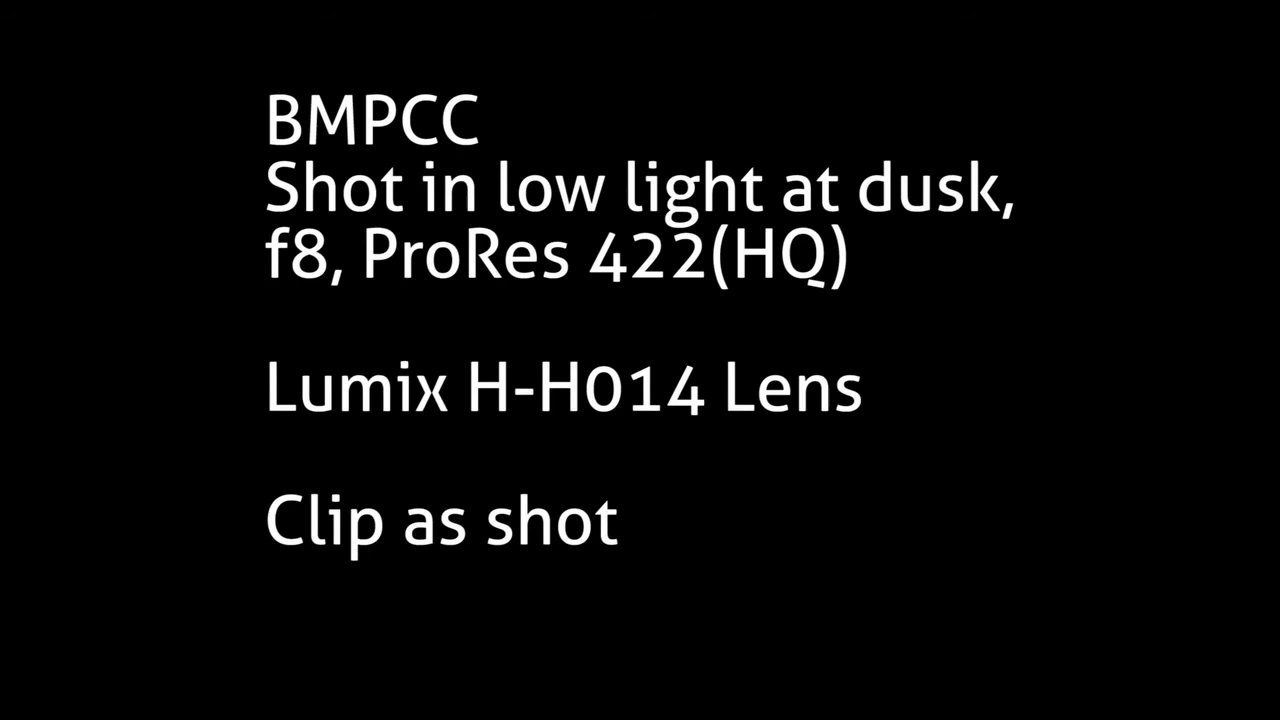 BMPCC
Shot in low light at dusk,
f8, ProRes 422(HQ)
Lumix H-H014 Lens
Clip as shot